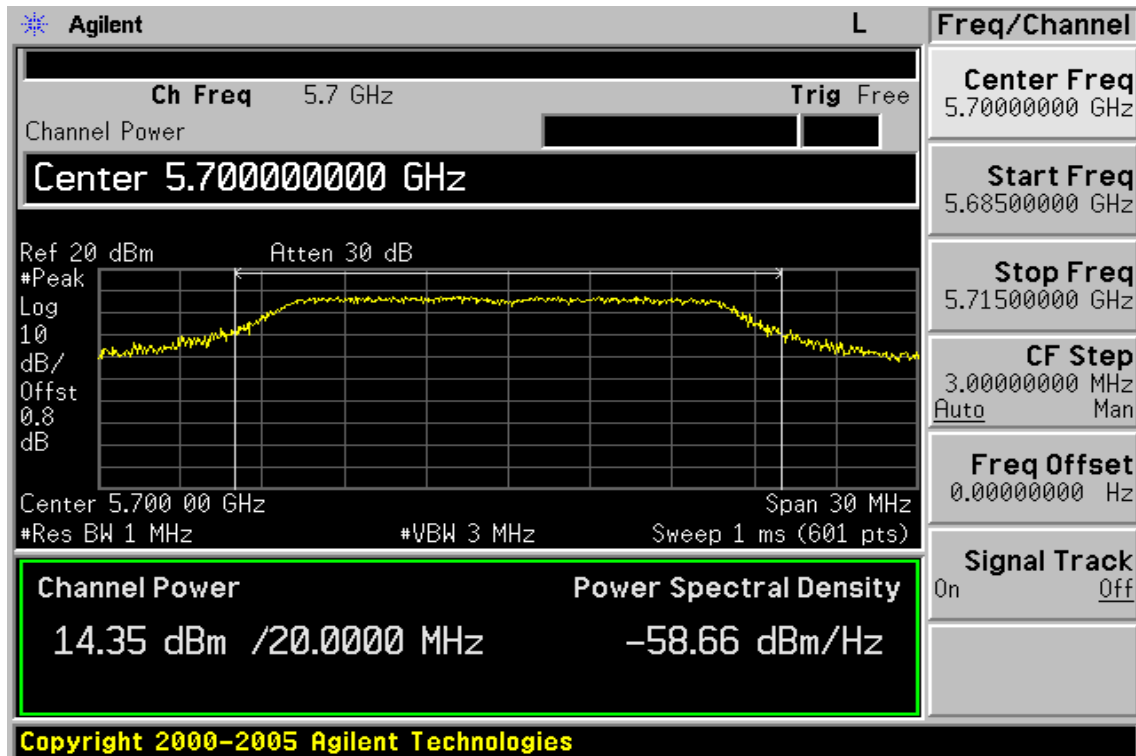 Agilent L
Ch Freq 5.7 GHz Trig Free
Channel Power
Center 5.700000000 GHz
Ref 20 dBm Atten 30 dB
#Peak
Log
10
dB/
Offst
0.8
dB
Center 5.700 00 GHz Span 30 MHz
#Res BW 1 MHz #VBW 3 MHz Sweep 1 ms (601 pts)
Channel Power Power Spectral Density
14.35 dBm /20.0000 MHz -58.66 dBm/Hz
Copyright 2000-2005 Agilent Technologies
Freq/Channel
Center Freq
5.70000000 GHz
Start Freq
5.68500000 GHz
Stop Freq
5.71500000 GHz
CF Step
3.00000000 MHz
Auto Man
Freq Offset
0.00000000 Hz
Signal Track
On Off